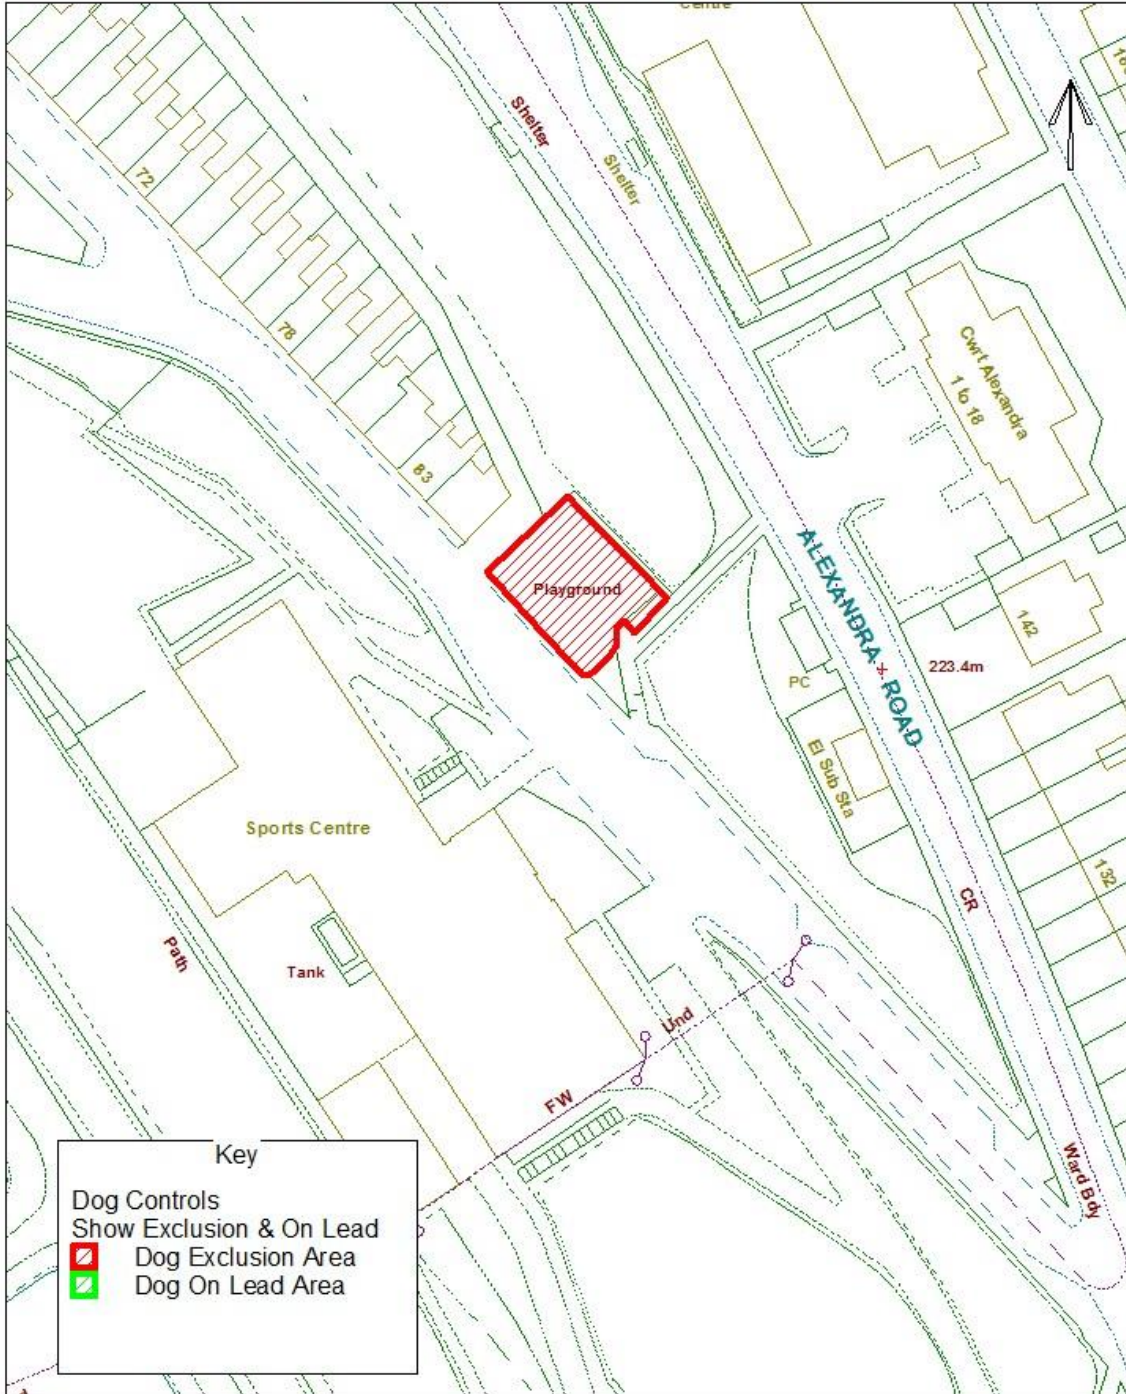 Centre
Shelter
Shelter
72
78
83
Cwrt Alexandra
1 to 18
ALEXANDRA ROAD
Playground
142
223.4m
PC
El Sub Sta
132
CR
Sports Centre
Path
Tank
Und
FW
Ward Bdy
Key
Dog Controls
Show Exclusion & On Lead
Dog Exclusion Area
Dog On Lead Area